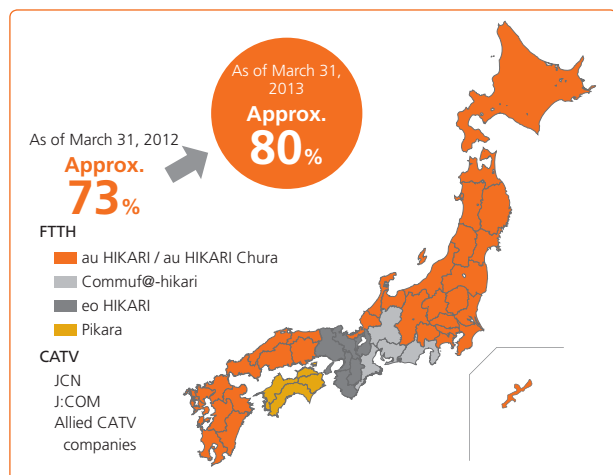 As of March 31,
2013
Approx.
80%
As of March 31, 2012
Approx.
73%
FTTH
au HIKARI / au HIKARI Chura
Commuf@-hikari
eo HIKARI
Pikara
CATV
JCN
J:COM
Allied CATV
companies